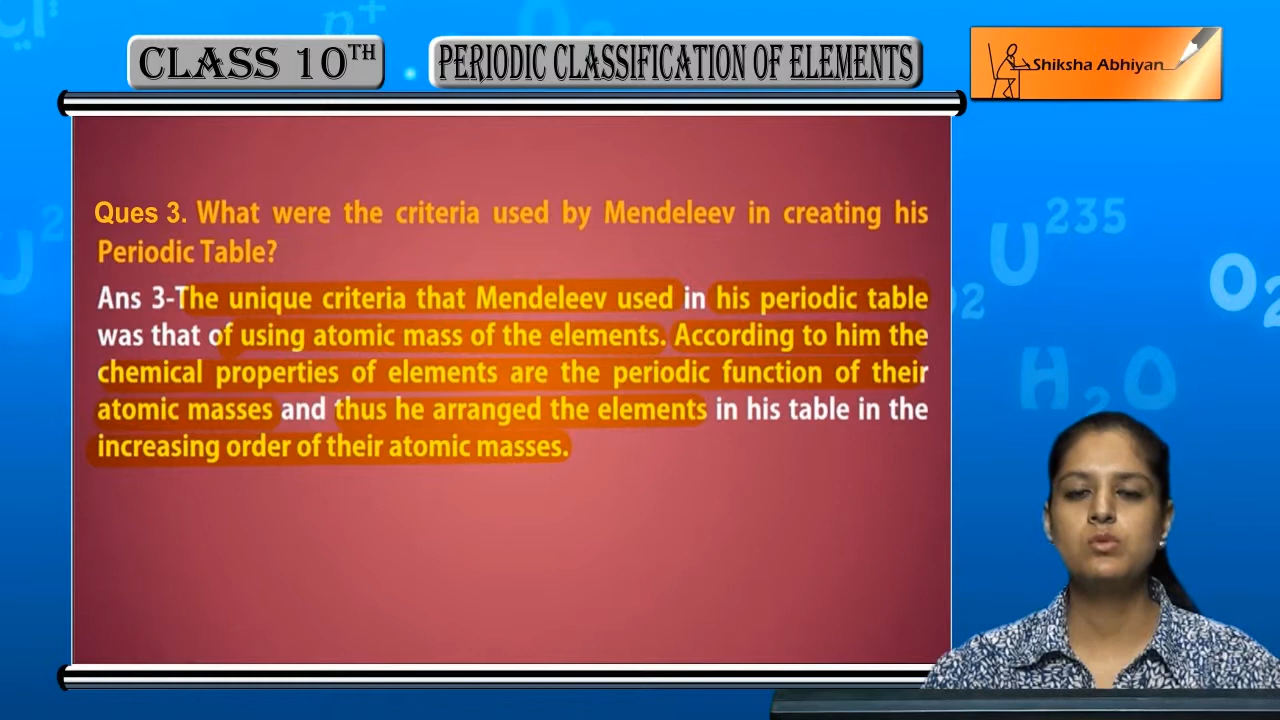 CLASS 10TH
PERIODIC CLASSIFICATION OF ELEMENTS
Shiksha Abhiyan
Ques 3. What were the criteria used by Mendeleev in creating his
Periodic Table?
Ans 3-The unique criteria that Mendeleev used in his periodic table
was that of using atomic mass of the elements. According to him the
chemical properties of elements are the periodic function of their
atomic masses and thus he arranged the elements in his table in the
increasing order of their atomic masses.
U235
O2
H2O